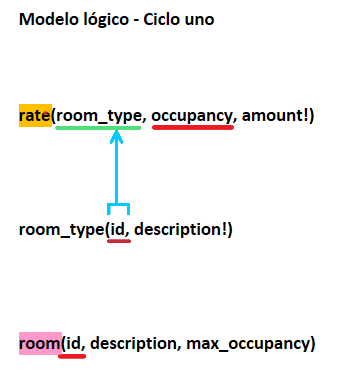 Modelo lógico - Ciclo uno
rate(room_type, occupancy, amount!)
room_type(id, description!)
room(id, description, max_occupancy)